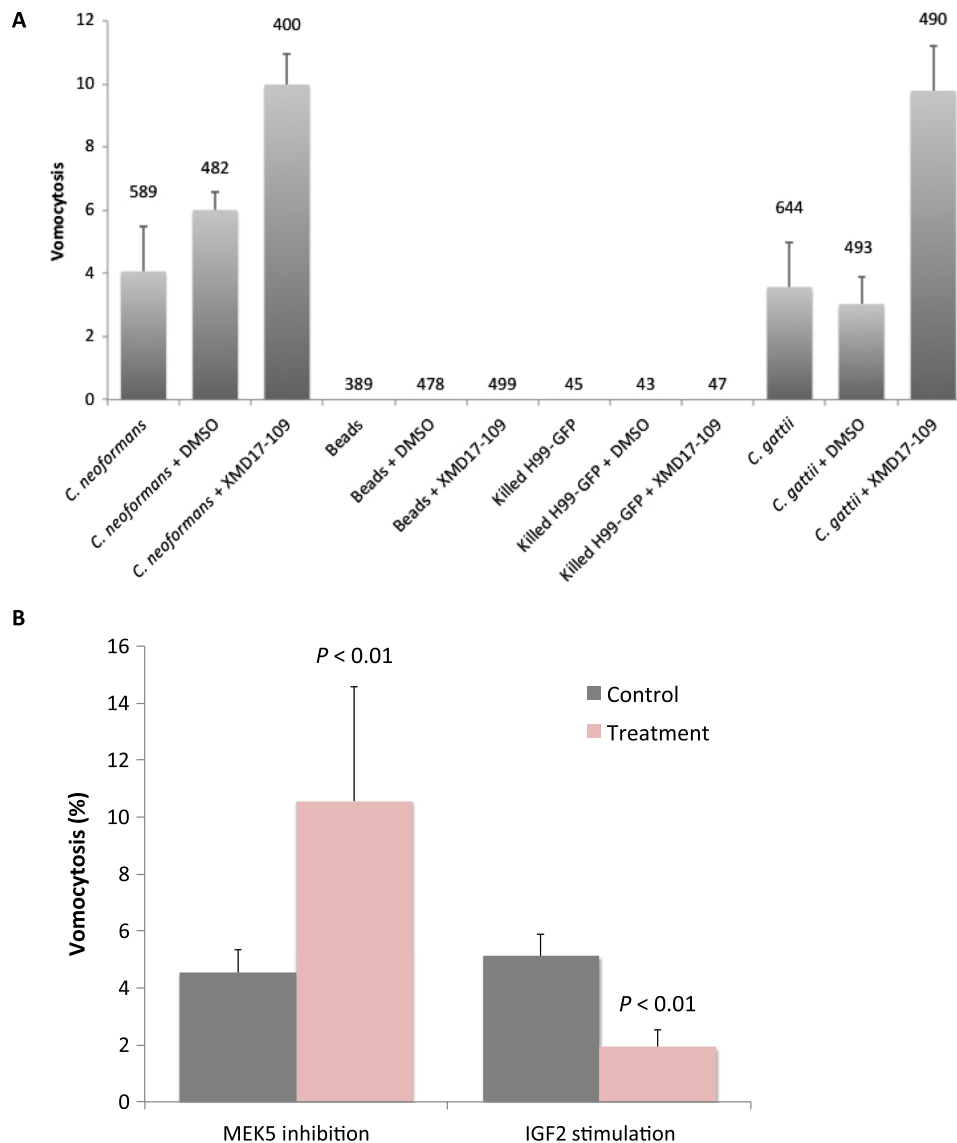 A
12
10
8
6
4
2
0
Vomocytosis
589
482
400
389
478
499
45
43
47
644
493
490
C. neoformans
C. neoformans + DMSO
C. neoformans + XMD17-109
Beads
Beads + DMSO
Beads + XMD17-109
Killed H99-GFP
Killed H99-GFP + DMSO
Killed H99-GFP + XMD17-109
C. gattii
C. gattii + DMSO
C. gattii + XMD17-109
B
16
14
12
10
8
6
4
2
0
Vomocytosis (%)
P < 0.01
P < 0.01
Control
Treatment
MEK5 inhibition
IGF2 stimulation